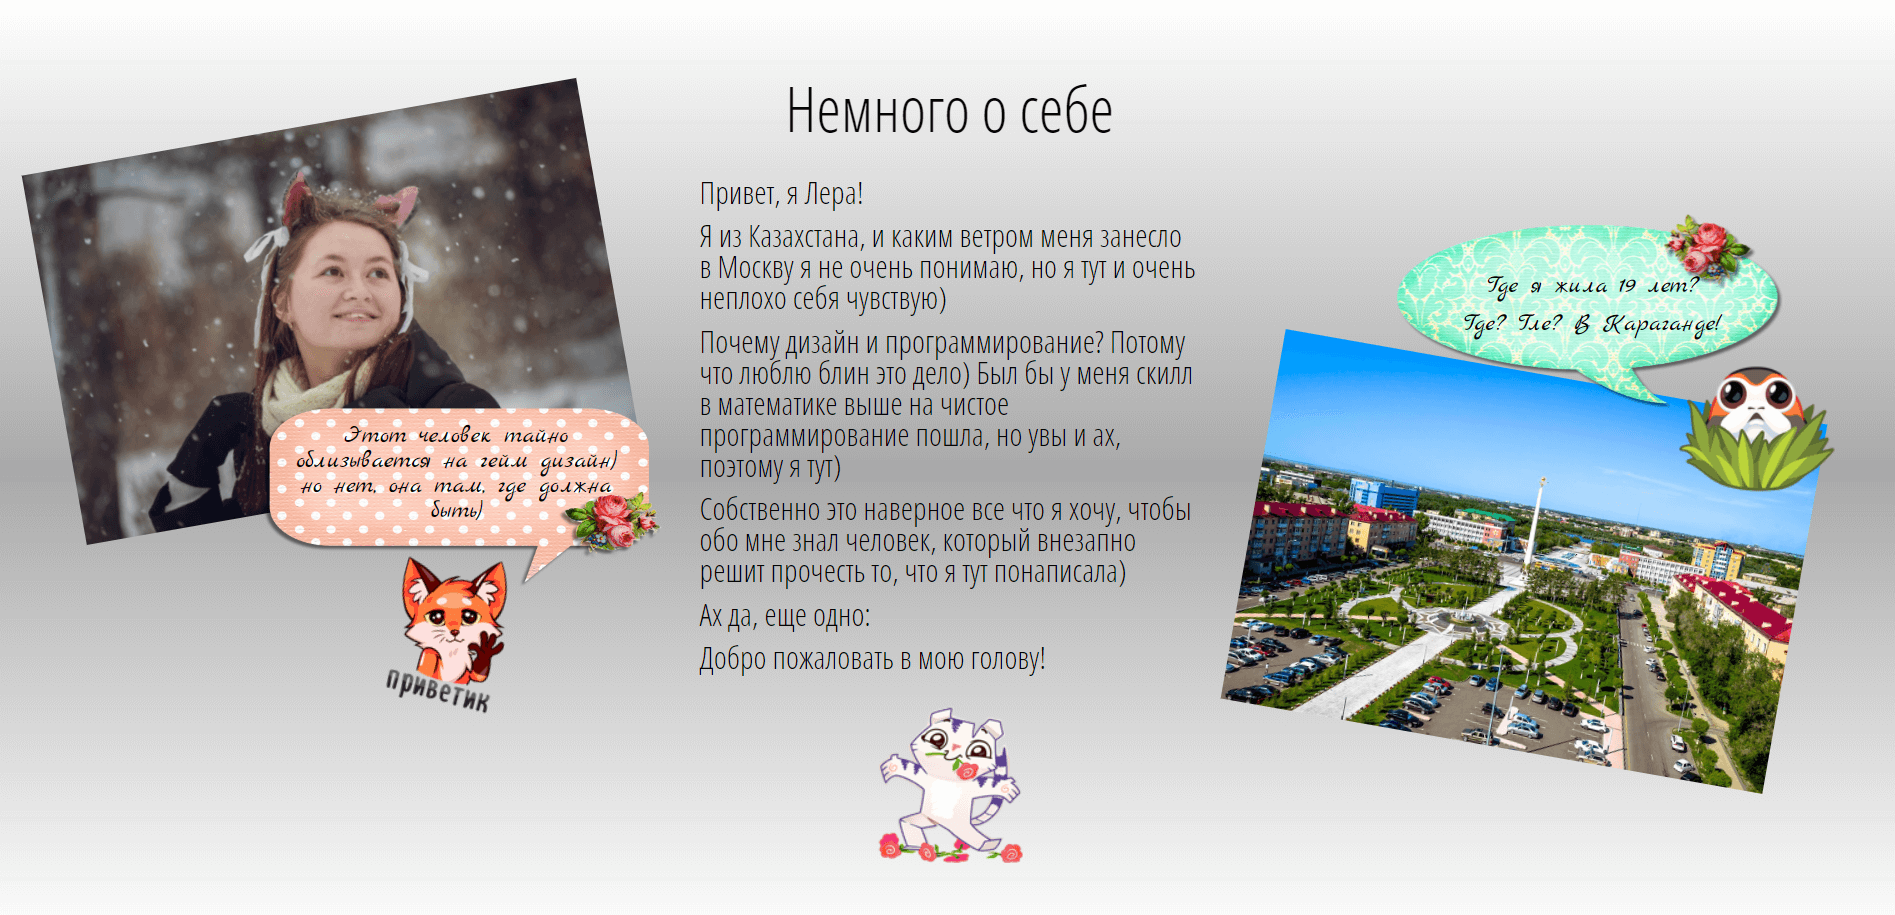 Немного о себе
Привет, я Лера!
Я из Казахстана, и каким ветром меня занесло
в Москву я не очень понимаю, но я тут и очень
неплохо себя чувствую)
Почему дизайн и программирование? Потому
что люблю блин это дело) Был бы у меня скилл
в математике выше на чистое
программирование пошла, но увы и ах,
поэтому я тут)
Собственно это наверное все что я хочу, чтобы
обо мне знал человек, который внезапно
решит прочесть то, что я тут понаписала)
Ах да, еще одно:
Добро пожаловать в мою голову!
Этот человек тайно
облизывается на гейм дизайн)
но нет, она там, где должна
быть)
приветик
Где я жила 19 лет?
Где? Гле? В Караганде!